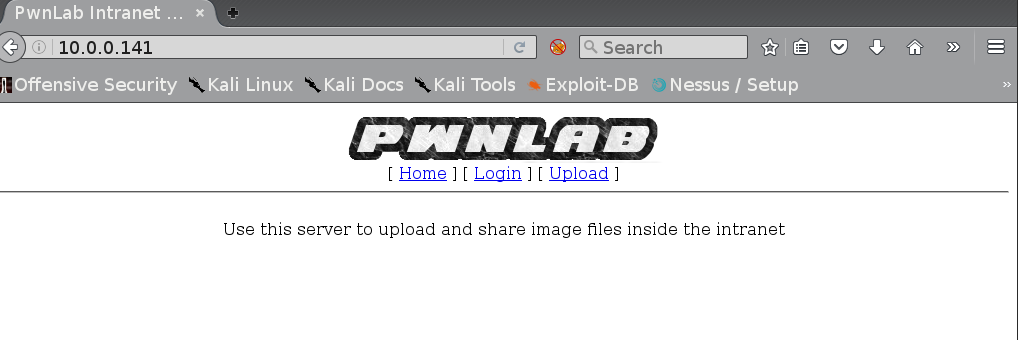 PwnLab Intranet ...
10.0.0.141
Search
Offensive Security Kali Linux Kali Docs Kali Tools Exploit-DB Nessus / Setup »
PWNLAB
[ Home ] [ Login ] [ Upload ]
Use this server to upload and share image files inside the intranet